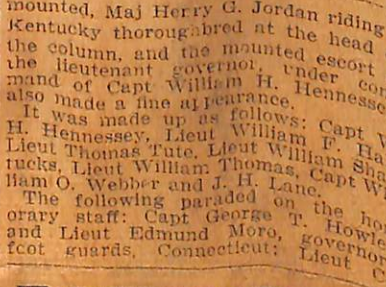 mounted, Maj Herry G. Jordan riding
Kentucky thoroughbred at the head
the column, and the mounted escort
the lieutenant governor, under com
mand of Capt William H. Hennesse
also made a fine appearance.
It was made up as follows: Capt W
H. Hennessey, Lieut William F. Ha
Lieut Thomas Tute, Lieut William Sha
tucks, Lieut William Thomas, Capt W
liam O. Webber and J. H. Lane.
The following paraded on the hon
orary staff: Capt George T. Howle
and Lieut Edmund Moro, governor
foot guards, Connecticut; Lieut C